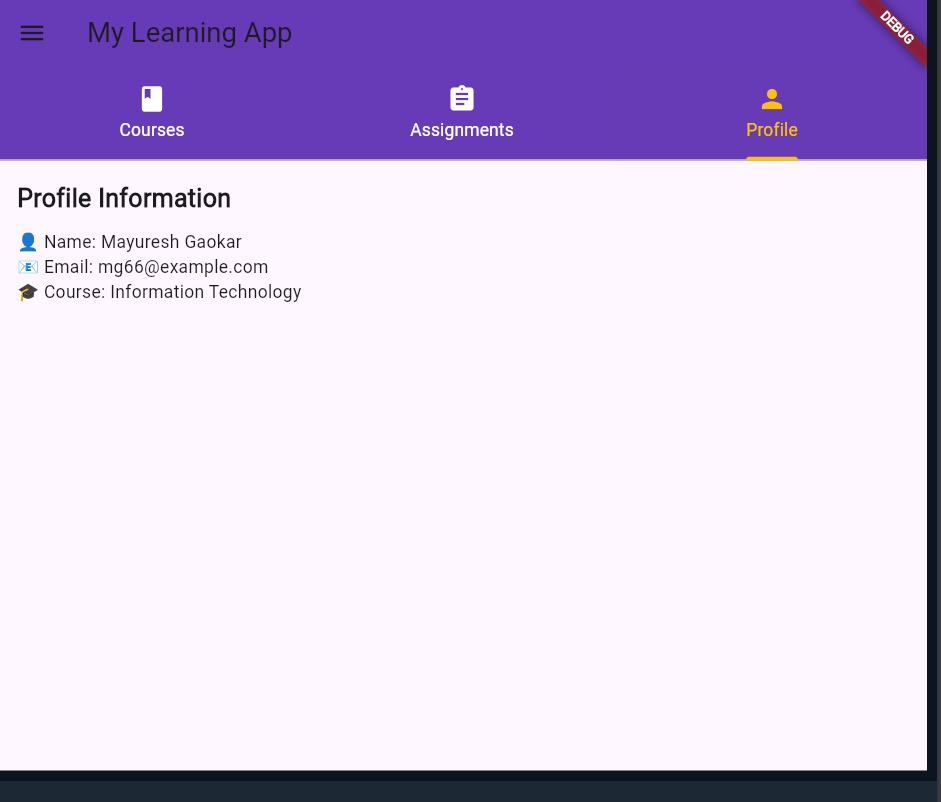 My Learning App
DEBUG
Courses
Assignments
Profile
Profile Information
👤 Name: Mayuresh Gaokar
📧 Email: mg66@example.com
🎓 Course: Information Technology